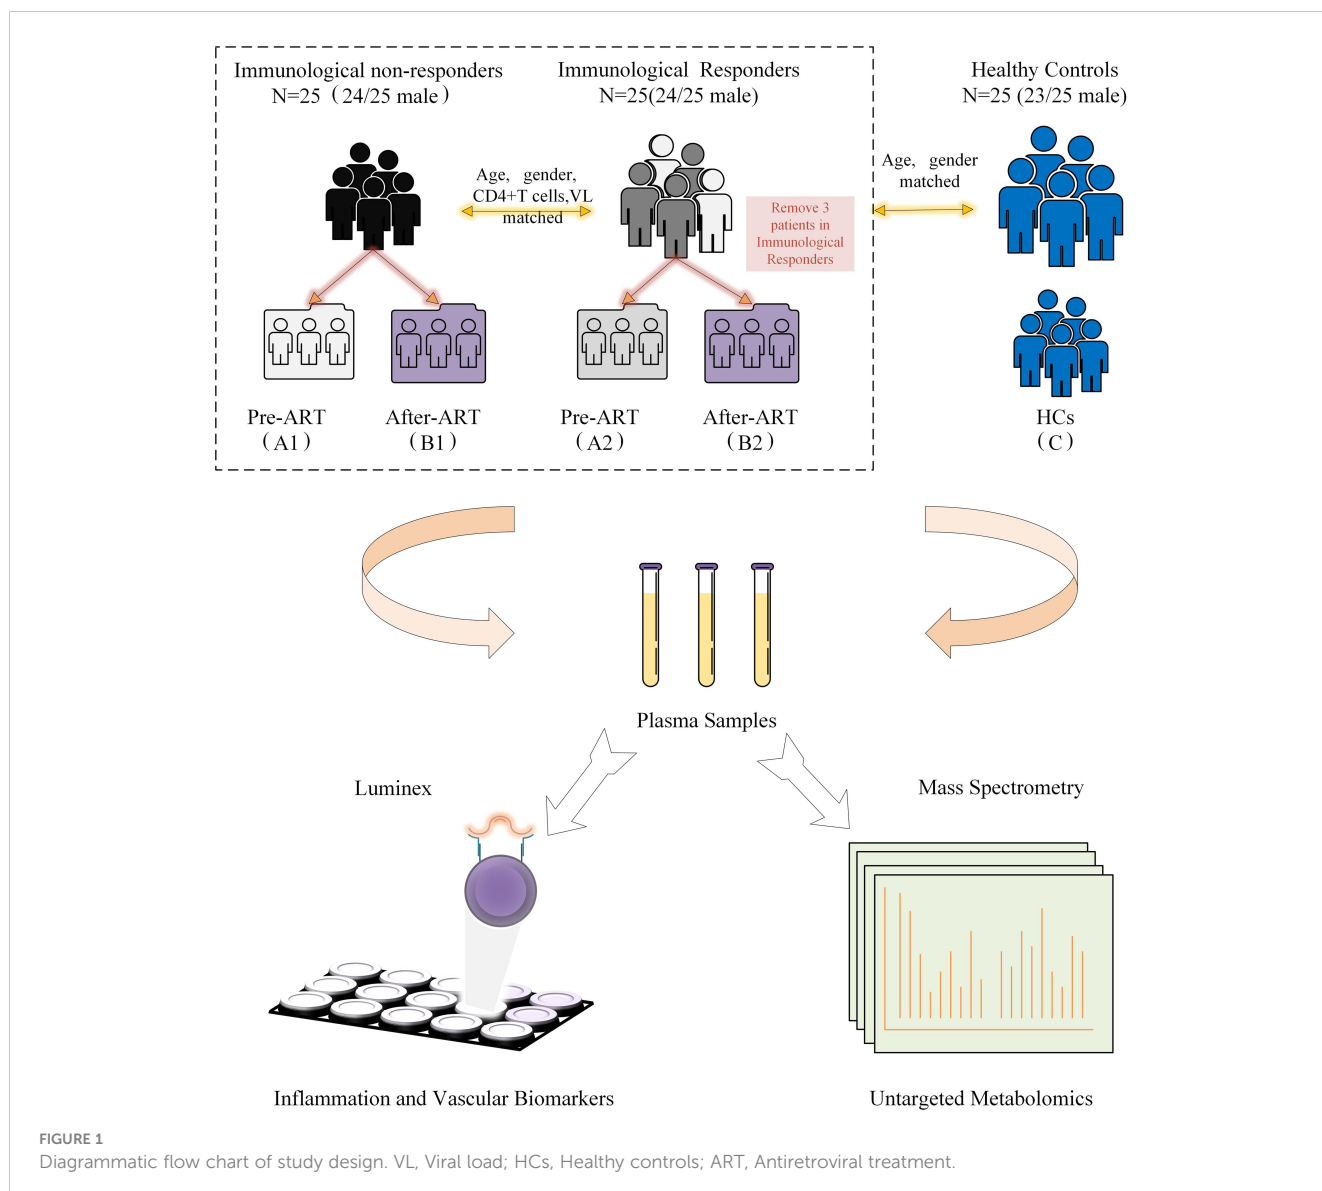 Immunological non-responders
N=25 （24/25 male）
Immunological Responders
N=25(24/25 male)
Healthy Controls
N=25 (23/25 male)
Age, gender,
CD4+T cells,VL
matched
Remove 3
patients in
Immunological
Responders
Age, gender
matched
Pre-ART
（A1）
After-ART
（B1）
Pre-ART
（A2）
After-ART
（B2）
HCs
（C）
Plasma Samples
Luminex
Mass Spectrometry
Inflammation and Vascular Biomarkers
Untargeted Metabolomics
FIGURE 1
Diagrammatic flow chart of study design. VL, Viral load; HCs, Healthy controls; ART, Antiretroviral treatment.